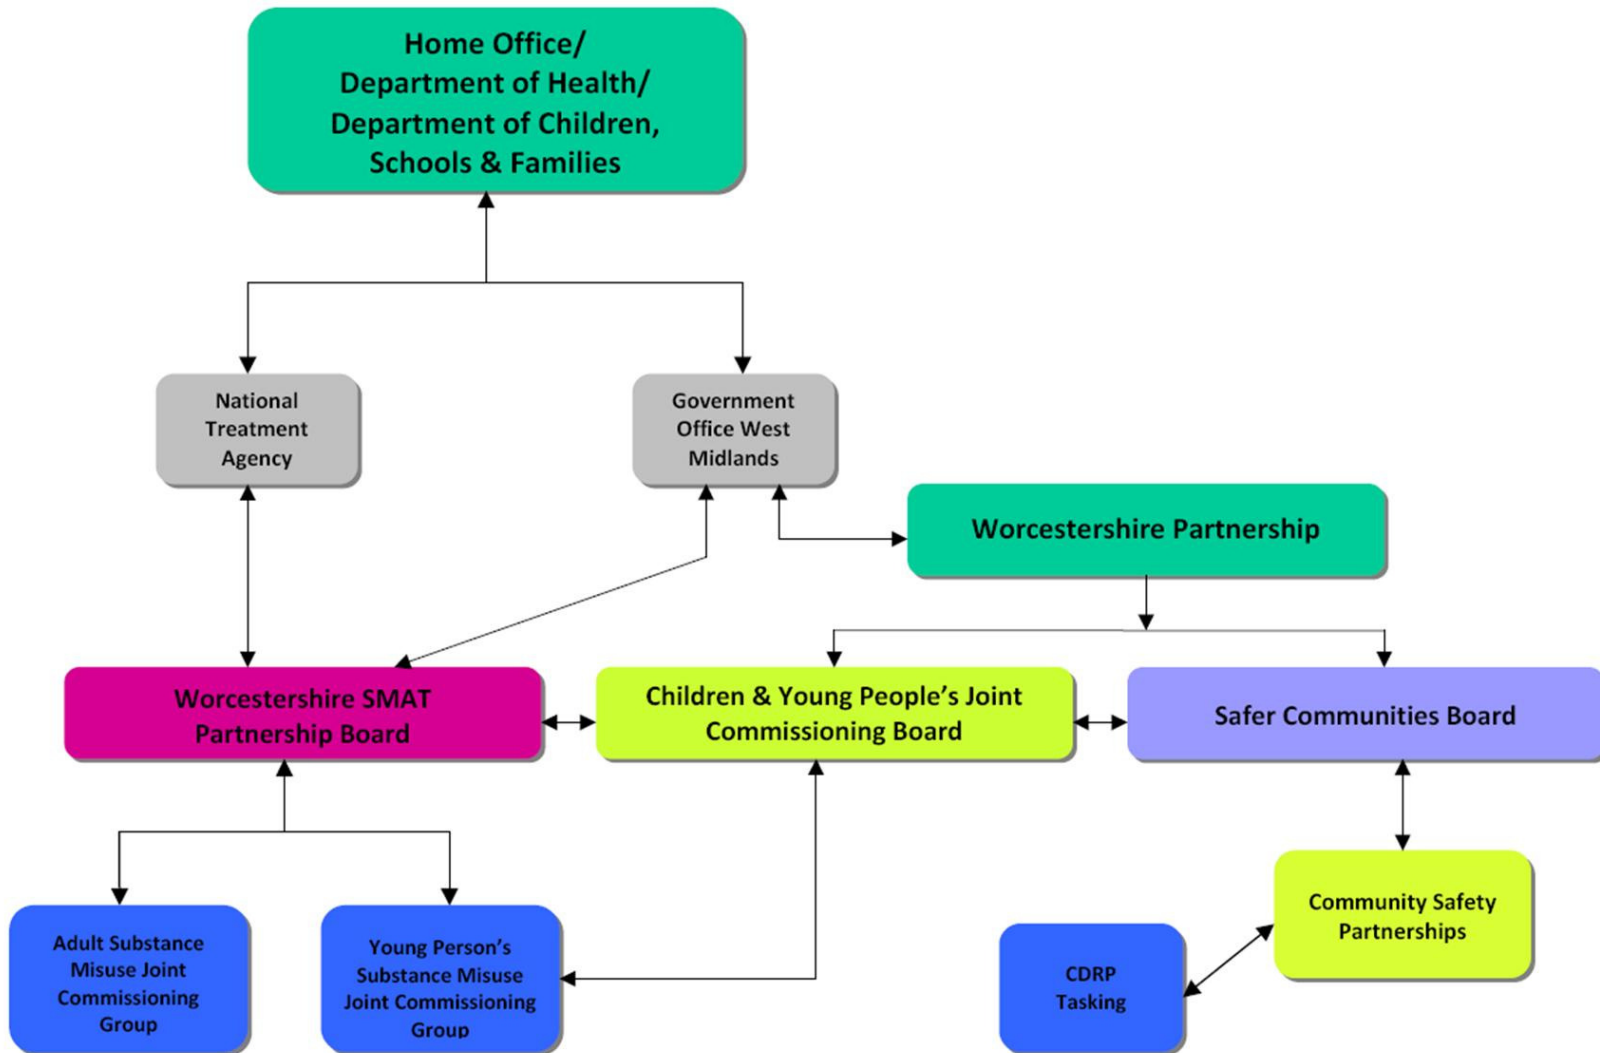 Home Office/
Department of Health/
Department of Children,
Schools & Families
National
Treatment
Agency
Government
Office West
Midlands
Worcestershire Partnership
Worcestershire SMAT
Partnership Board
Children & Young People’s Joint
Commissioning Board
Safer Communities Board
Adult Substance
Misuse Joint
Commissioning
Group
Young Person’s
Substance Misuse
Joint Commissioning
Group
CDRP
Tasking
Community Safety
Partnerships